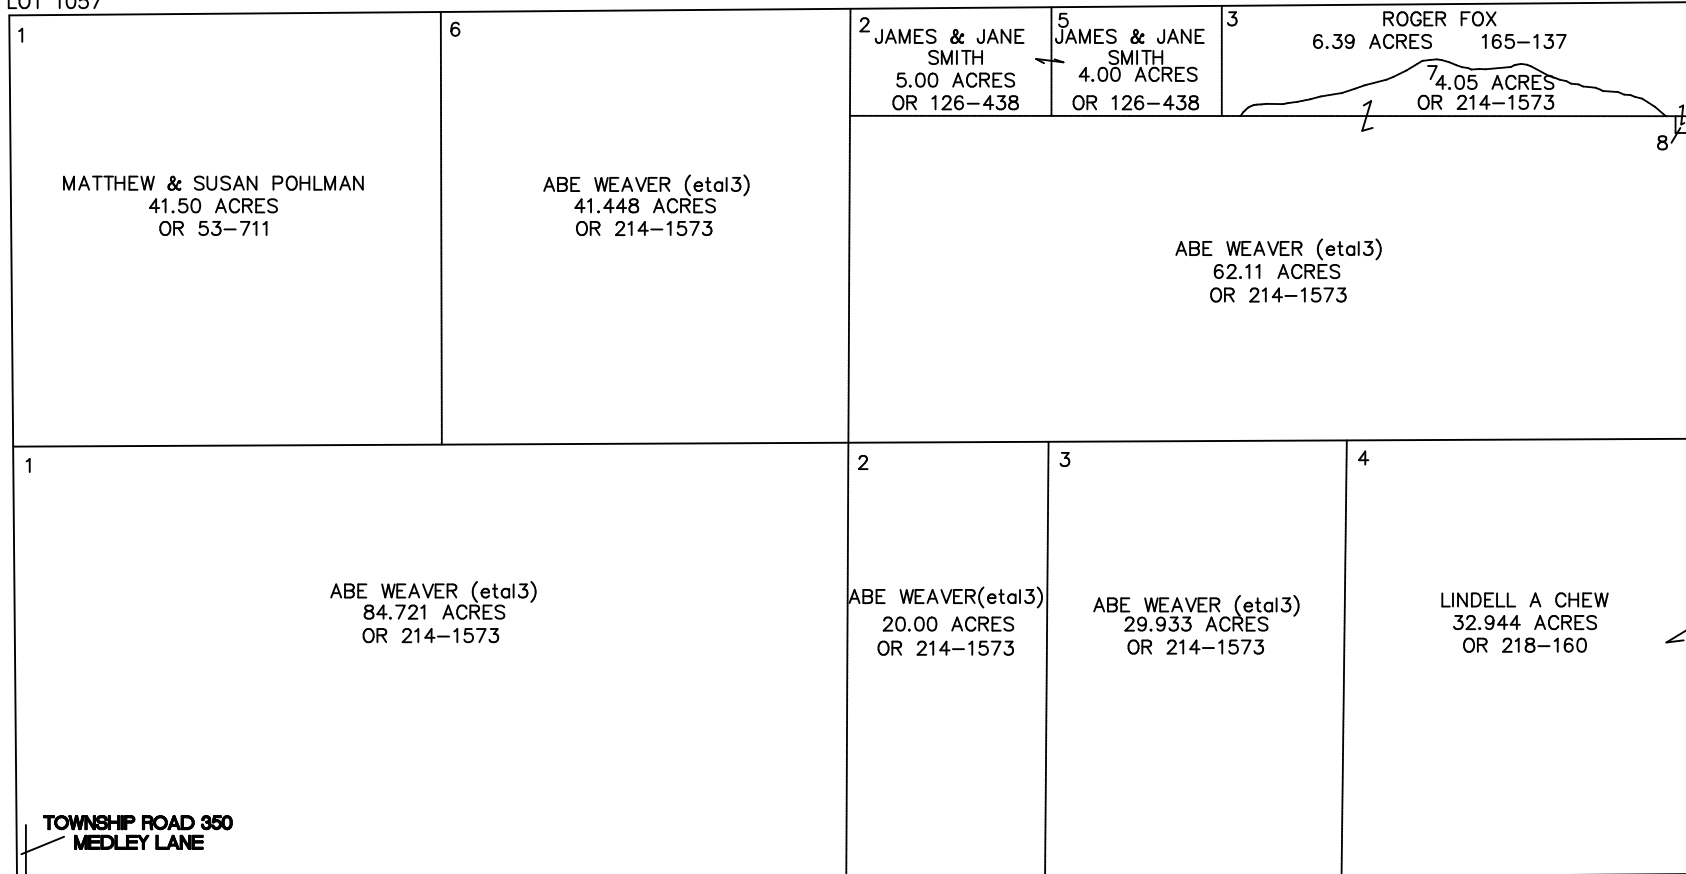 LOT 1057
1
MATTHEW & SUSAN POHLMAN
41.50 ACRES
OR 53-711
6
ABE WEAVER (etal3)
41.448 ACRES
OR 214-1573
2
JAMES & JANE
SMITH
5.00 ACRES
OR 126-438
5
JAMES & JANE
SMITH
4.00 ACRES
OR 126-438
3
ROGER FOX
6.39 ACRES 165-137
7
4.05 ACRES
OR 214-1573
8
ABE WEAVER (etal3)
62.11 ACRES
OR 214-1573
1
ABE WEAVER (etal3)
84.721 ACRES
OR 214-1573
TOWNSHIP ROAD 350
MEDLEY LANE
2
ABE WEAVER(etal3)
20.00 ACRES
OR 214-1573
3
ABE WEAVER (etal3)
29.933 ACRES
OR 214-1573
4
LINDELL A CHEW
32.944 ACRES
OR 218-160